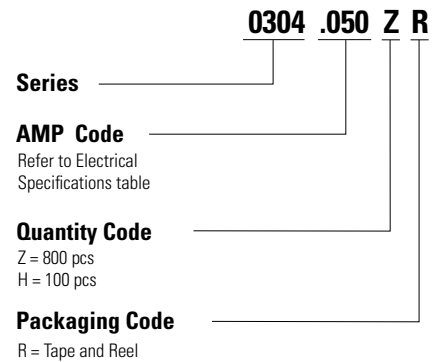 0304 .050 Z R
Series
AMP Code
Refer to Electrical
Specifications table
Quantity Code
Z = 800 pcs
H = 100 pcs
Packaging Code
R = Tape and Reel